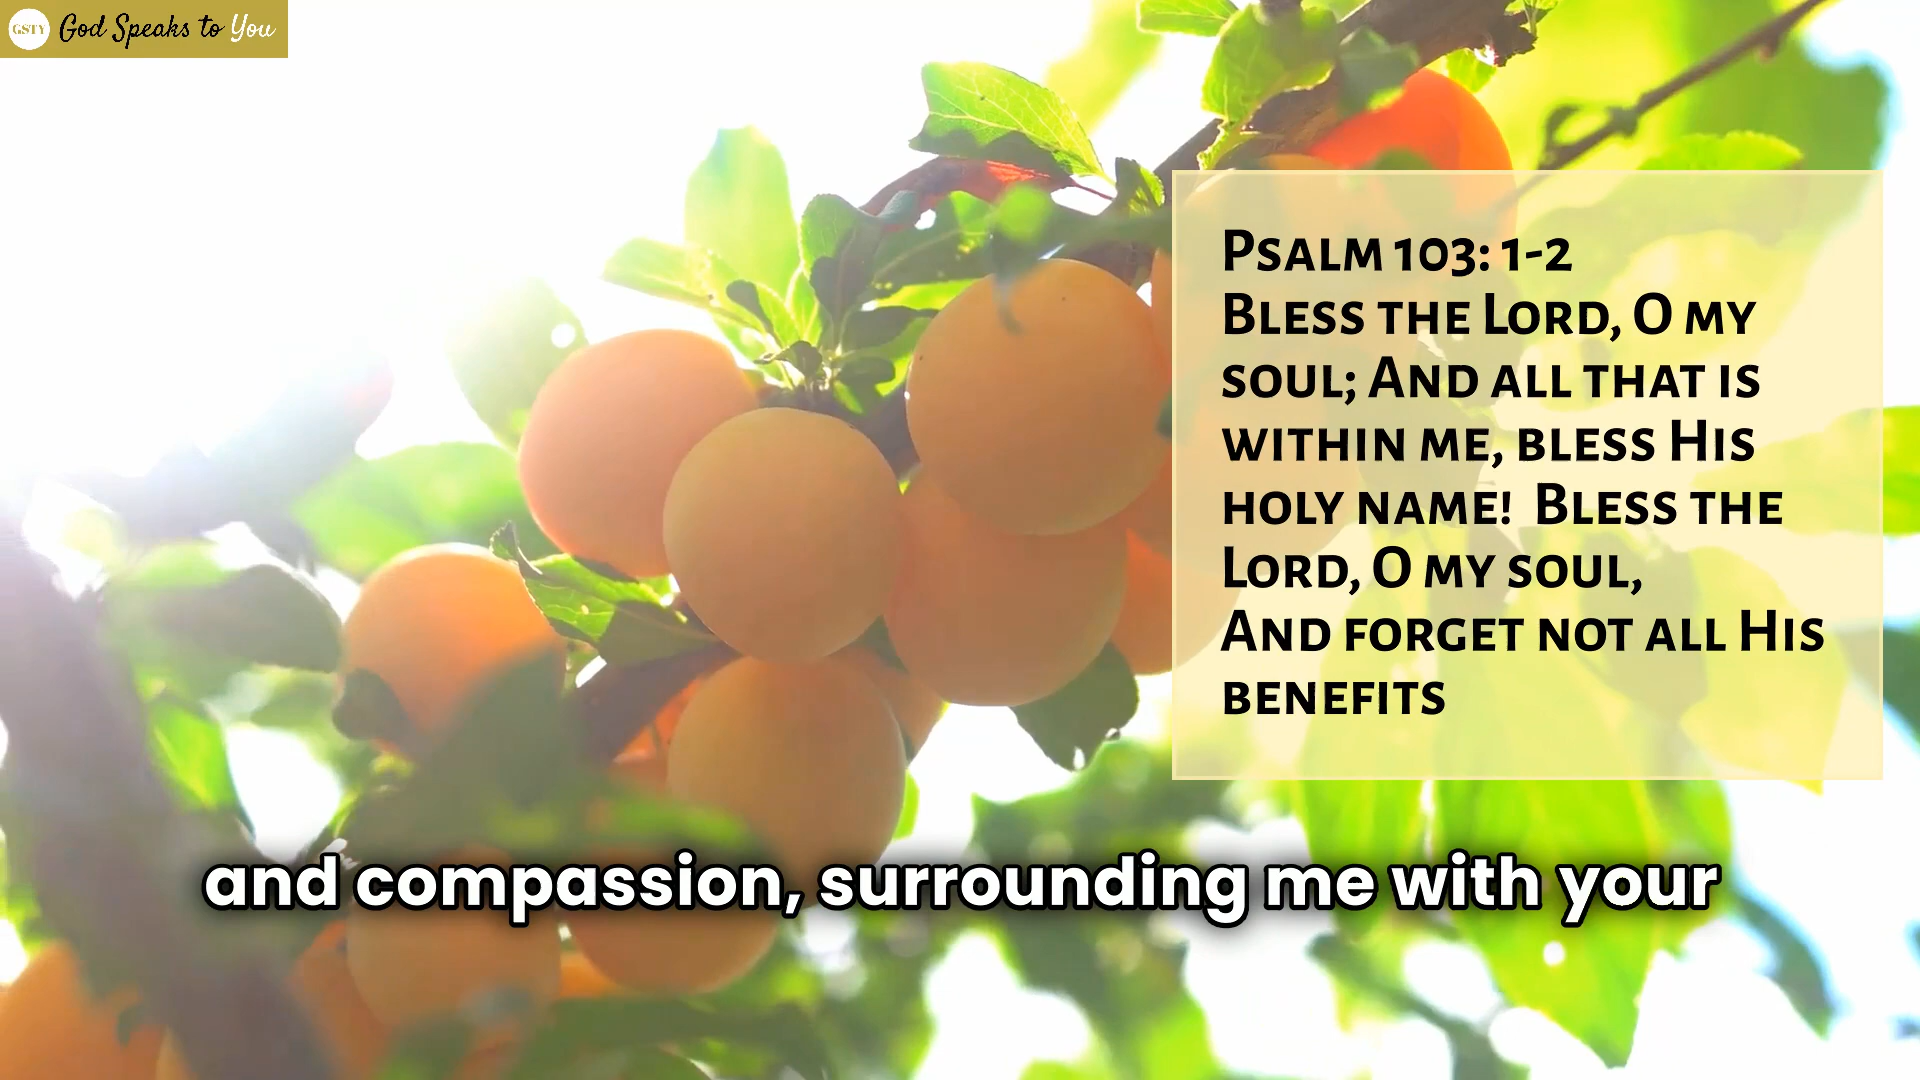 GSTY God Speaks to You
Psalm 103: 1-2
Bless the Lord, O my
soul; And all that is
within me, bless His
holy name!  Bless the
Lord, O my soul,
And forget not all His
benefits
and compassion, surrounding me with your